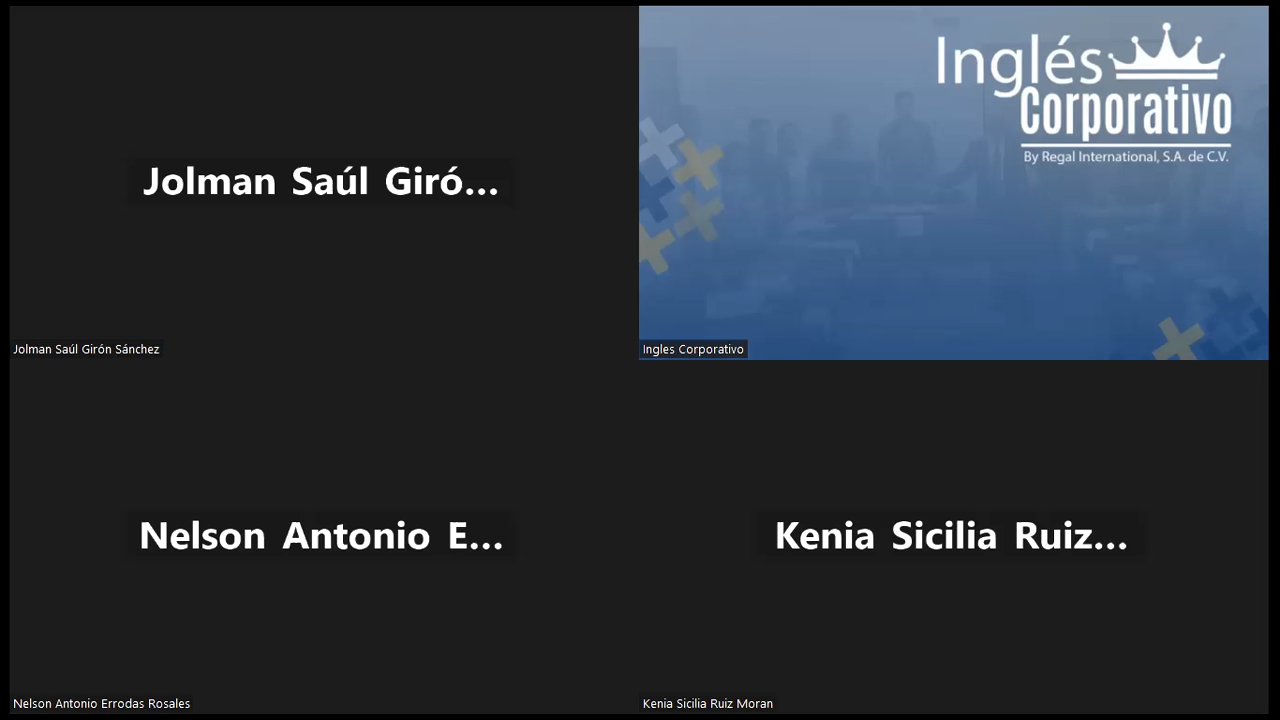 Jolman Saúl Giró...
Jolman Saúl Girón Sánchez
Inglés
Corporativo
By Regal International, S.A. de C.V.
Ingles Corporativo
Nelson Antonio E...
Nelson Antonio Errodas Rosales
Kenia Sicilia Ruiz...
Kenia Sicilia Ruiz Moran